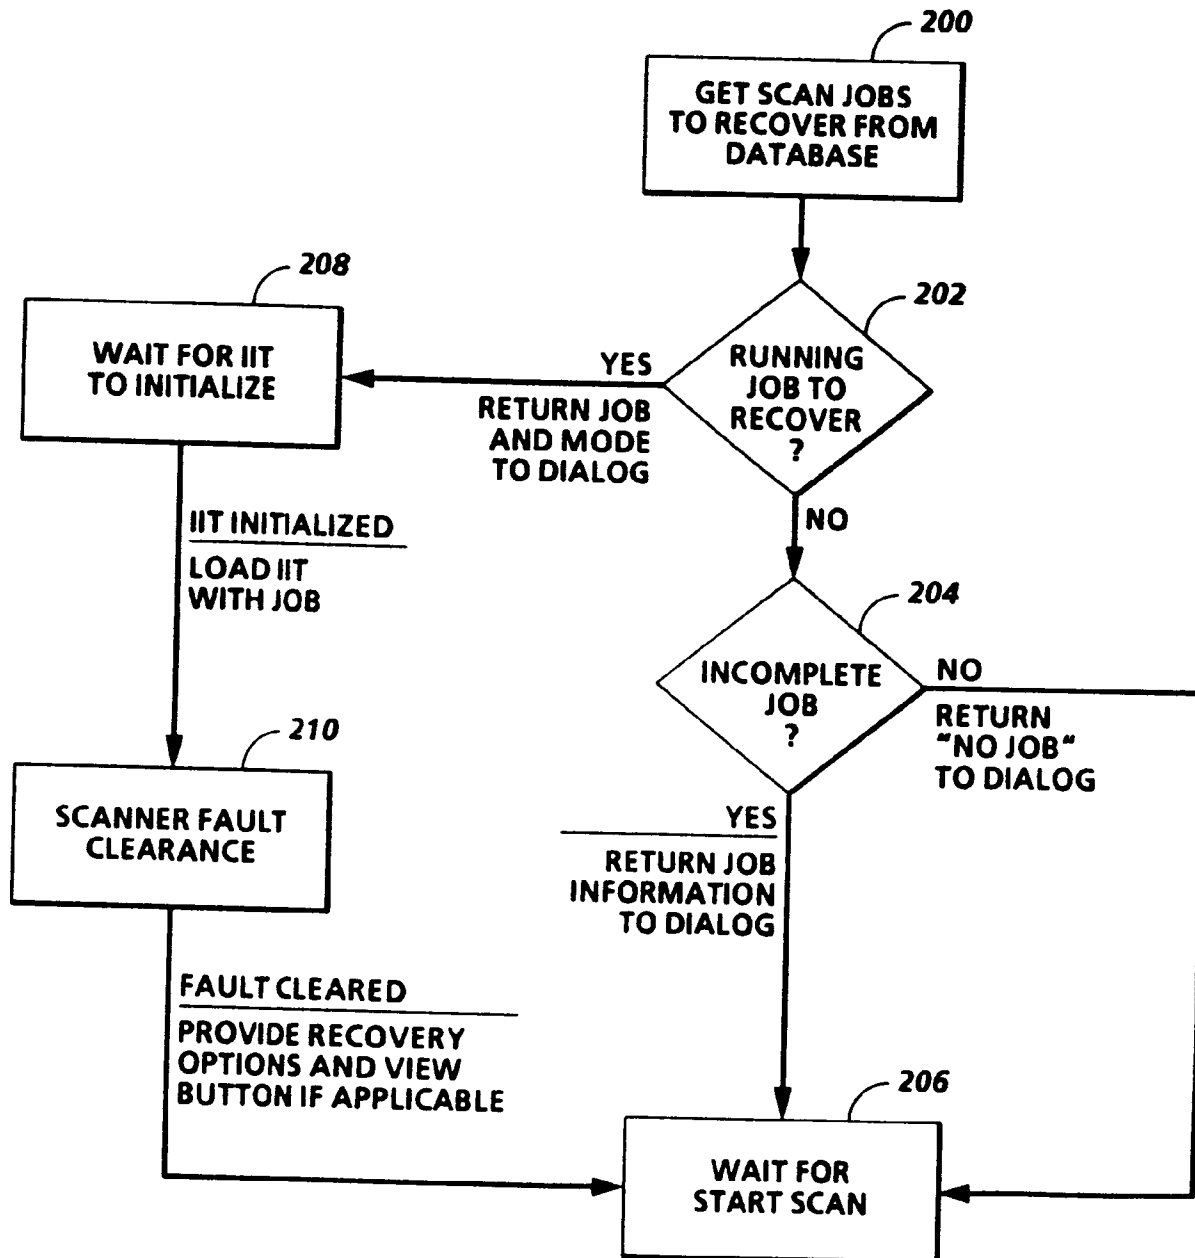 200
GET SCAN JOBS
TO RECOVER FROM
DATABASE
202
RUNNING
JOB TO
RECOVER
?
YES
RETURN JOB
AND MODE
TO DIALOG
208
WAIT FOR IIT
TO INITIALIZE
IIT INITIALIZED
LOAD IIT
WITH JOB
210
SCANNER FAULT
CLEARANCE
FAULT CLEARED
PROVIDE RECOVERY
OPTIONS AND VIEW
BUTTON IF APPLICABLE
NO
204
INCOMPLETE
JOB
?
NO
RETURN
"NO JOB"
TO DIALOG
YES
RETURN JOB
INFORMATION
TO DIALOG
206
WAIT FOR
START SCAN